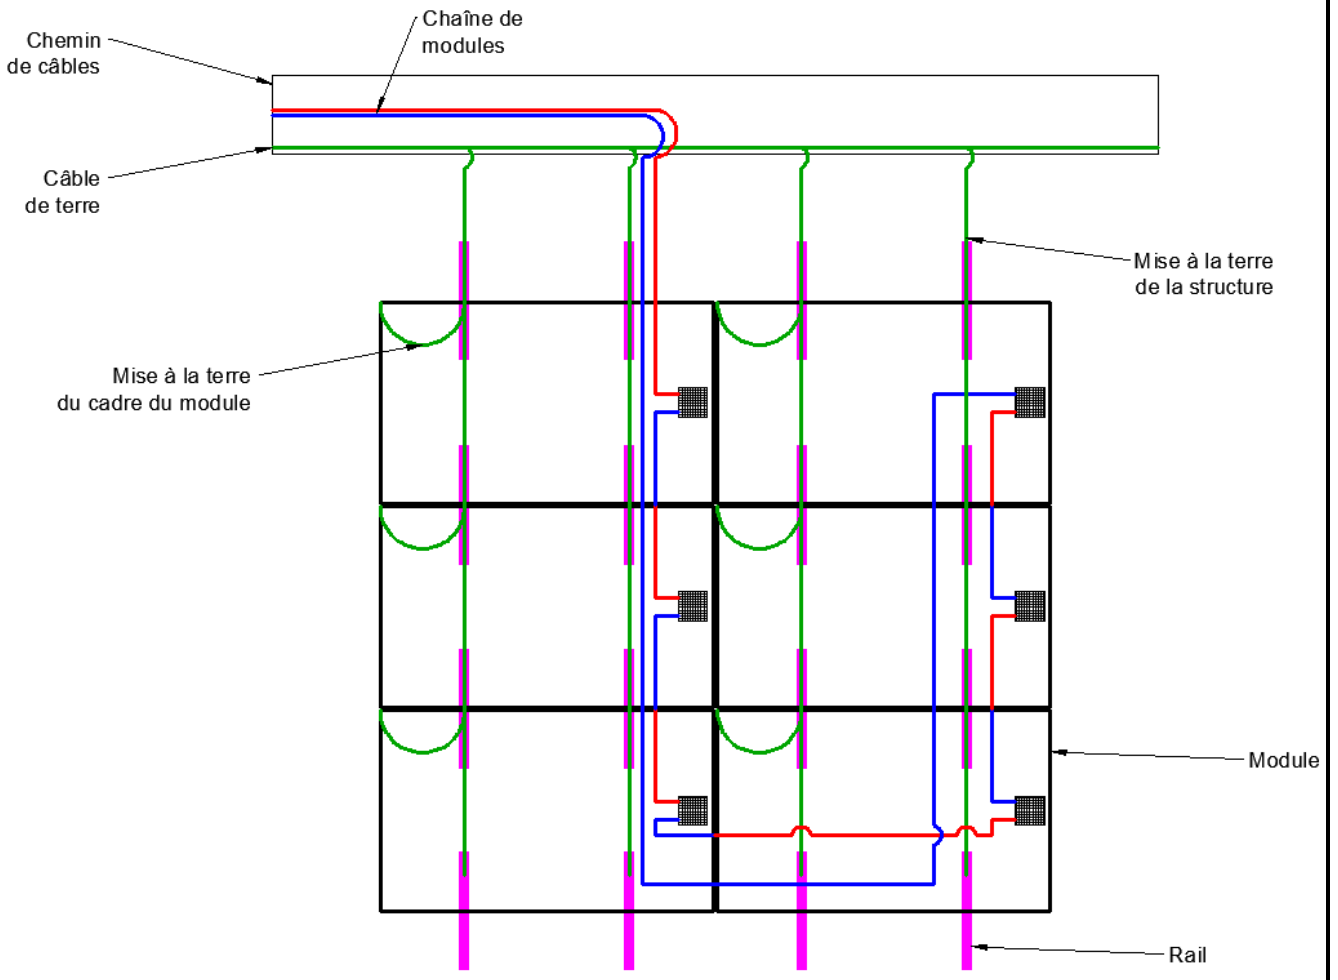 Chaîne de
modules
Chemin
de câbles
Câble
de terre
Mise à la terre
de la structure
Mise à la terre
du cadre du module
Module
Rail